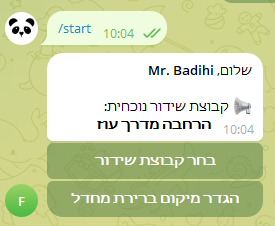 /start
10:04
שלום, Mr. Badihi
📢 קבוצת שידור נוכחית:
הרחבה מדרך עוז
10:04
בחר קבוצת שידור
הגדר מיקום ברירת מחדל
F